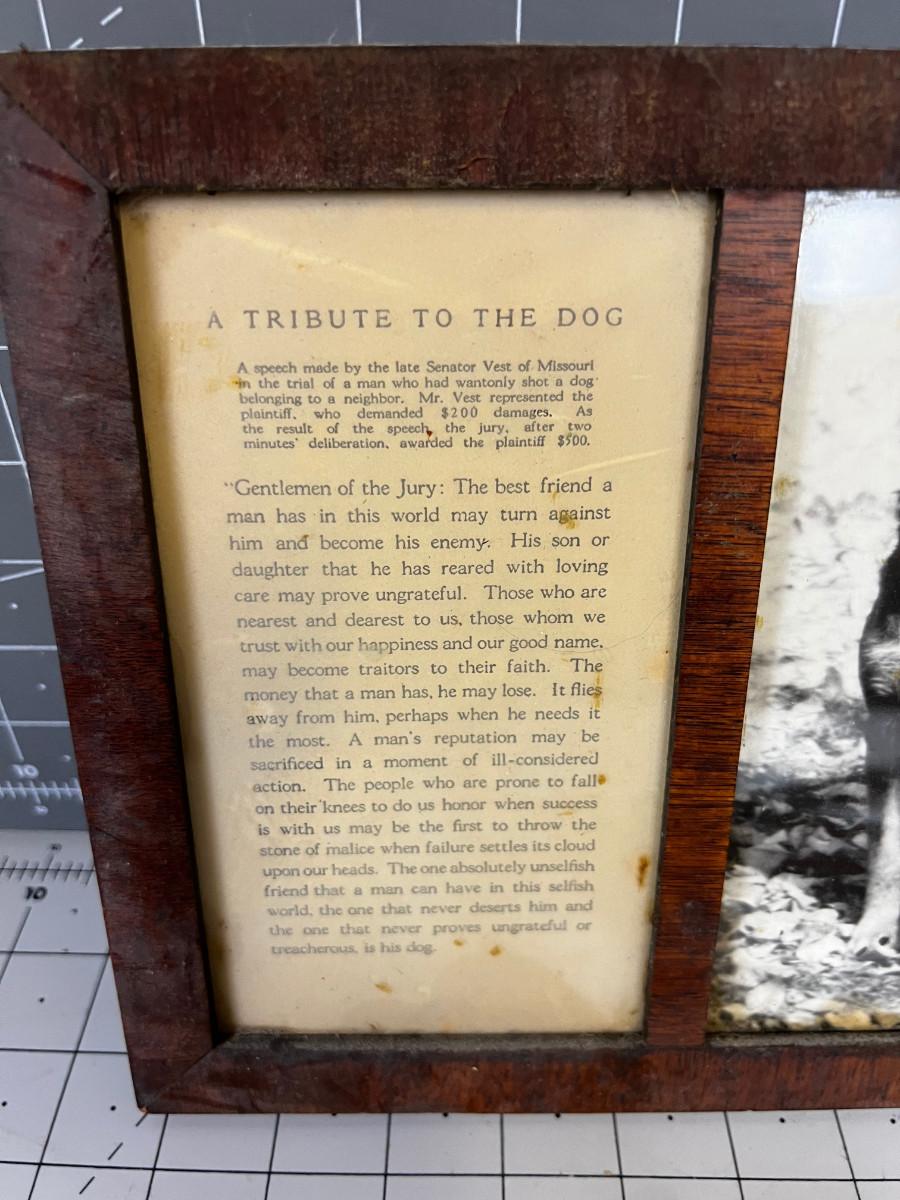 A TRIBUTE TO THE DOG
A speech made by the late Senator Vest of Missouri
in the trial of a man who had wantonly shot a dog
belonging to a neighbor. Mr. Vest represented the
plaintiff, who demanded $200 damages. As
the result of the speech, the jury, after two
minutes' deliberation, awarded the plaintiff $500.
"Gentlemen of the Jury: The best friend a
man has in this world may turn against
him and become his enemy. His son or
daughter that he has reared with loving
care may prove ungrateful. Those who are
nearest and dearest to us, those whom we
trust with our happiness and our good name,
may become traitors to their faith. The
money that a man has, he may lose. It flies
away from him, perhaps when he needs it
the most. A man's reputation may be
sacrificed in a moment of ill-considered
action. The people who are prone to fall
on their knees to do us honor when success
is with us may be the first to throw the
stone of malice when failure settles its cloud
upon our heads. The one absolutely unselfish
friend that a man can have in this selfish
world, the one that never deserts him and
the one that never proves ungrateful or
treacherous, is his dog.
10
10